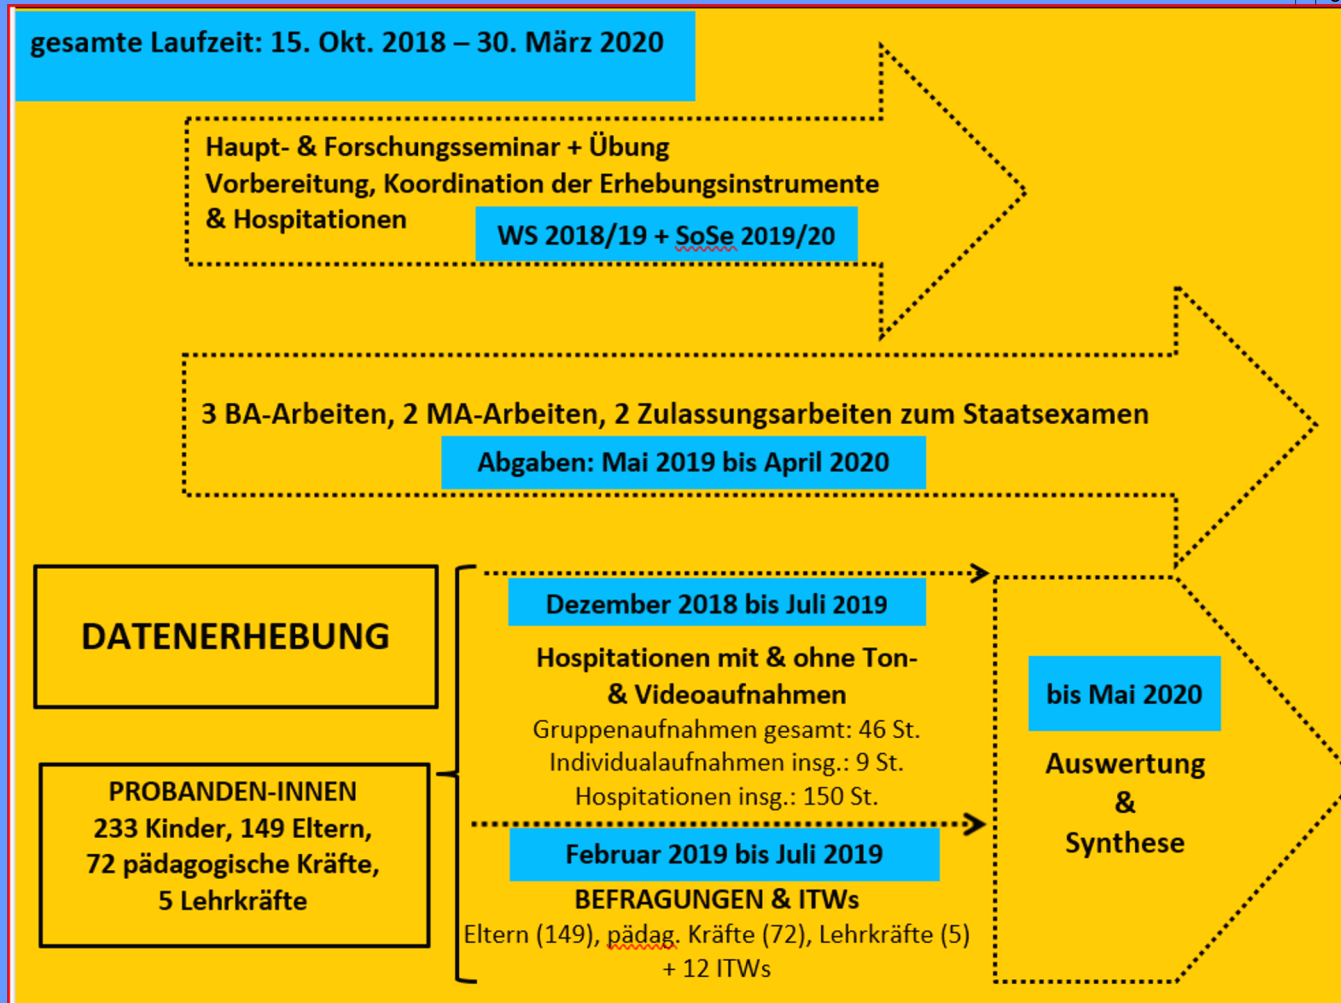 gesamte Laufzeit: 15. Okt. 2018 – 30. März 2020
Haupt- & Forschungsseminar + Übung
Vorbereitung, Koordination der Erhebungsinstrumente
& Hospitationen
WS 2018/19 + SoSe 2019/20
3 BA-Arbeiten, 2 MA-Arbeiten, 2 Zulassungsarbeiten zum Staatsexamen
Abgaben: Mai 2019 bis April 2020
DATENERHEBUNG
PROBANDEN-INNEN
233 Kinder, 149 Eltern,
72 pädagogische Kräfte,
5 Lehrkräfte
Dezember 2018 bis Juli 2019
Hospitationen mit & ohne Ton-
& Videoaufnahmen
Gruppenaufnahmen gesamt: 46 St.
Individualaufnahmen insg.: 9 St.
Hospitationen insg.: 150 St.
Februar 2019 bis Juli 2019
BEFRAGUNGEN & ITWs
Eltern (149), pädag. Kräfte (72), Lehrkräfte (5)
+ 12 ITWs
bis Mai 2020
Auswertung
&
Synthese